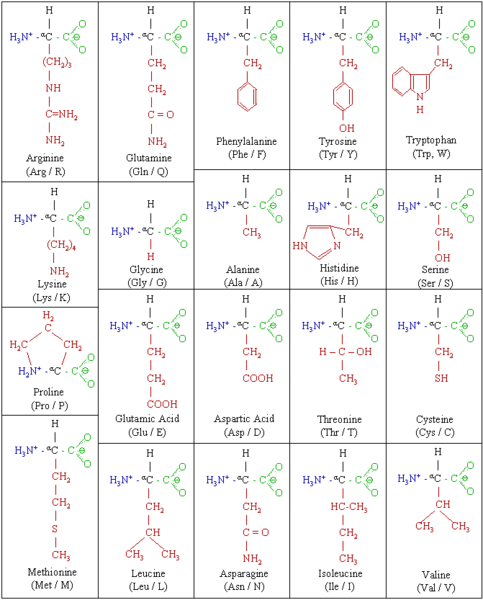 H
O
H₃N⁺ - αC - C ⊖
O
(CH₂)₃
NH
C=NH₂
NH₂
Arginine
(Arg / R)
H
O
H₃N⁺ - αC - C ⊖
O
CH₂
CH₂
C = O
NH₂
Glutamine
(Gln / Q)
H
O
H₃N⁺ - αC - C ⊖
O
CH₂
Phenylalanine
(Phe / F)
H
O
H₃N⁺ - αC - C ⊖
O
CH₂
OH
Tyrosine
(Tyr / Y)
H
O
H₃N⁺ - αC - C ⊖
O
CH₂
N
H
Tryptophan
(Trp, W)
H
O
H₃N⁺ - αC - C ⊖
O
(CH₂)₄
NH₂
Lysine
(Lys / K)
H
O
H₃N⁺ - αC - C ⊖
O
H
Glycine
(Gly / G)
H
O
H₃N⁺ - αC - C ⊖
O
CH₃
Alanine
(Ala / A)
H
O
H₃N⁺ - αC - C ⊖
O
CH₂
HN N
Histidine
(His / H)
H
O
H₃N⁺ - αC - C ⊖
O
CH₂
OH
Serine
(Ser / S)
H₂
C
H₂C CH₂
O
H₂N⁺ - αC - C ⊖
O
Proline
(Pro / P)
H
O
H₃N⁺ - αC - C ⊖
O
CH₂
CH₂
COOH
Glutamic Acid
(Glu / E)
H
O
H₃N⁺ - αC - C ⊖
O
CH₂
COOH
Aspartic Acid
(Asp / D)
H
O
H₃N⁺ - αC - C ⊖
O
H – C – OH
CH₃
Threonine
(Thr / T)
H
O
H₃N⁺ - αC - C ⊖
O
CH₂
SH
Cysteine
(Cys / C)
H
O
H₃N⁺ - αC - C ⊖
O
CH₂
CH₂
S
CH₃
Methionine
(Met / M)
H
O
H₃N⁺ - αC - C ⊖
O
CH₂
CH
CH₃ CH₃
Leucine
(Leu / L)
H
O
H₃N⁺ - αC - C ⊖
O
CH₂
C = O
NH₂
Asparagine
(Asn / N)
H
O
H₃N⁺ - αC - C ⊖
O
HC-CH₃
CH₂
CH₃
Isoleucine
(Ile / I)
H
O
H₃N⁺ - αC - C ⊖
O
CH
CH₃ CH₃
Valine
(Val / V)